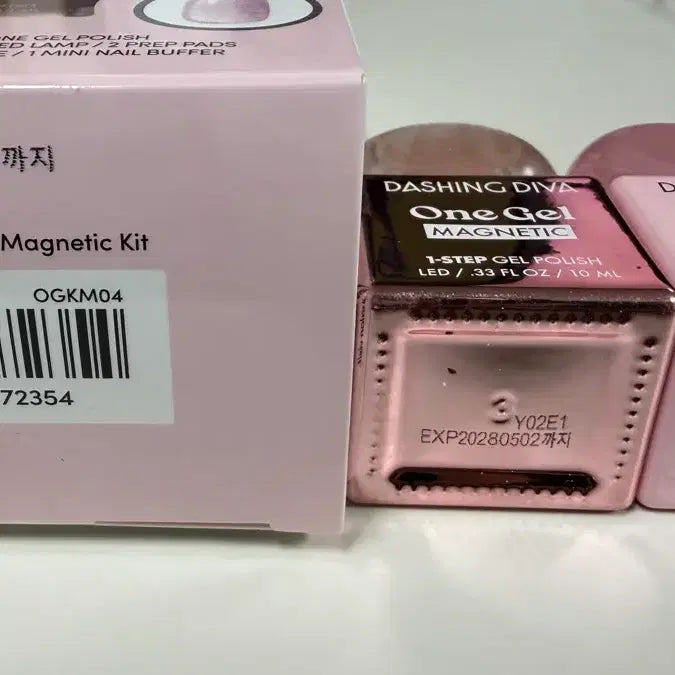 ONE GEL POLISH
ED LAMP / 2 PREP PADS
E / 1 MINI NAIL BUFFER
까지
Magnetic Kit
OGKM04
72354
DASHING DIVA
One Gel
MAGNETIC
1-STEP GEL POLISH
LED / .33 FL OZ / 10 ML
3
Y02E1
EXP20280502까지
D